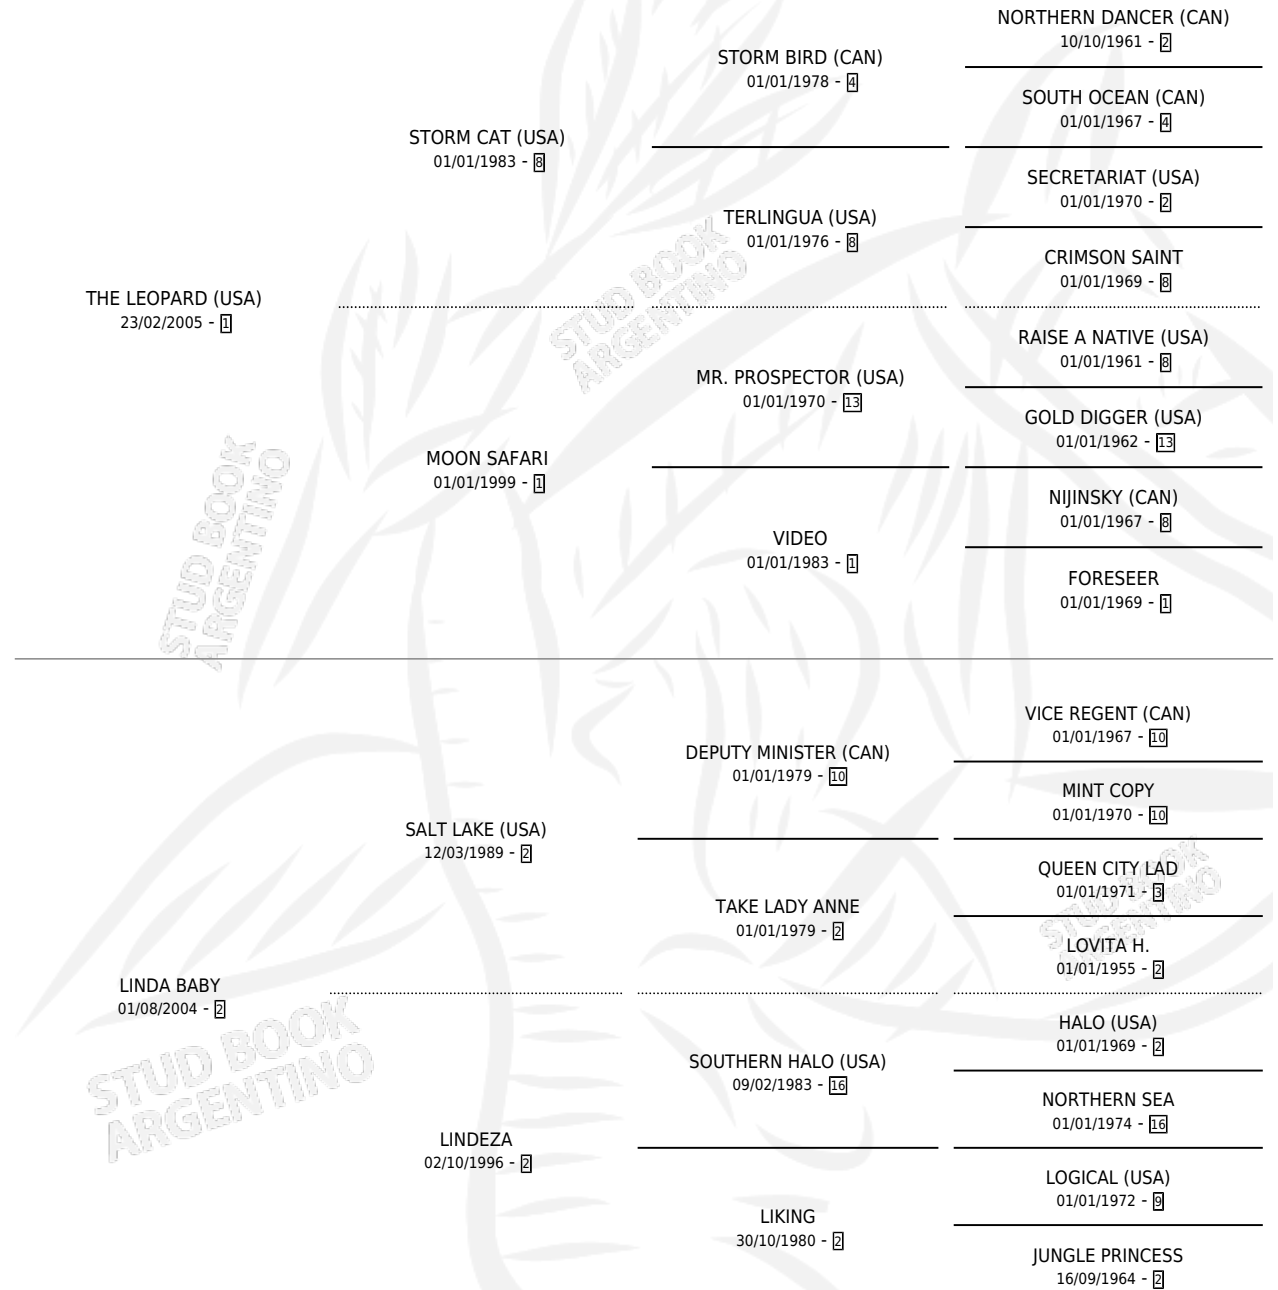 NORTHERN DANCER (CAN)
10/10/1961 - 2
STORM BIRD (CAN)
01/01/1978 - 4
SOUTH OCEAN (CAN)
01/01/1967 - 4
STORM CAT (USA)
01/01/1983 - 8
SECRETARIAT (USA)
01/01/1970 - 2
TERLINGUA (USA)
01/01/1976 - 8
CRIMSON SAINT
01/01/1969 - 8
THE LEOPARD (USA)
23/02/2005 - 1
RAISE A NATIVE (USA)
01/01/1961 - 8
MR. PROSPECTOR (USA)
01/01/1970 - 13
GOLD DIGGER (USA)
01/01/1962 - 13
MOON SAFARI
01/01/1999 - 1
NIJINSKY (CAN)
01/01/1967 - 8
VIDEO
01/01/1983 - 1
FORESEER
01/01/1969 - 1
VICE REGENT (CAN)
01/01/1967 - 10
DEPUTY MINISTER (CAN)
01/01/1979 - 10
MINT COPY
01/01/1970 - 10
SALT LAKE (USA)
12/03/1989 - 2
QUEEN CITY LAD
01/01/1971 - 3
TAKE LADY ANNE
01/01/1979 - 2
LOVITA H.
01/01/1955 - 2
LINDA BABY
01/08/2004 - 2
HALO (USA)
01/01/1969 - 2
SOUTHERN HALO (USA)
09/02/1983 - 16
NORTHERN SEA
01/01/1974 - 16
LINDEZA
02/10/1996 - 2
LOGICAL (USA)
01/01/1972 - 9
LIKING
30/10/1980 - 2
JUNGLE PRINCESS
16/09/1964 - 2
STUD BOOK
ARGENTINO
STUD BOOK
ARGENTINO
STUD BOOK
ARGENTINO
STUD BOOK
ARGENTINO